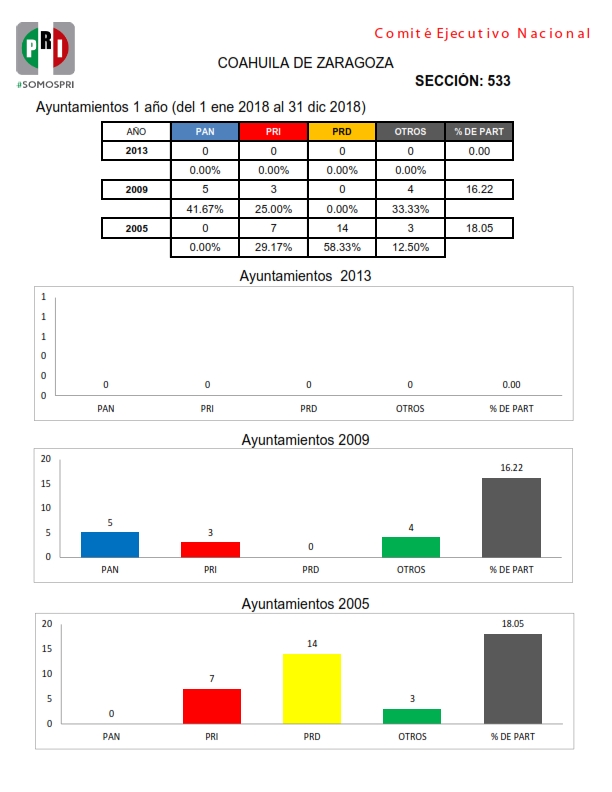 PRI
#SOMOSPRI
Comité Ejecutivo Nacional
COAHUILA DE ZARAGOZA
SECCIÓN: 533
Ayuntamientos 1 año (del 1 ene 2018 al 31 dic 2018)
AÑO PAN PRI PRD OTROS % DE PART
2013 0 0 0 0 0.00
0.00% 0.00% 0.00% 0.00%
2009 5 3 0 4 16.22
41.67% 25.00% 0.00% 33.33%
2005 0 7 14 3 18.05
0.00% 29.17% 58.33% 12.50%
Ayuntamientos 2013
1
1
1
0
0
0
0 0 0 0 0.00
PAN PRI PRD OTROS % DE PART
Ayuntamientos 2009
20
15
10
5
0
5 3 0 4 16.22
PAN PRI PRD OTROS % DE PART
Ayuntamientos 2005
20
15
10
5
0
0 7 14 3 18.05
PAN PRI PRD OTROS % DE PART